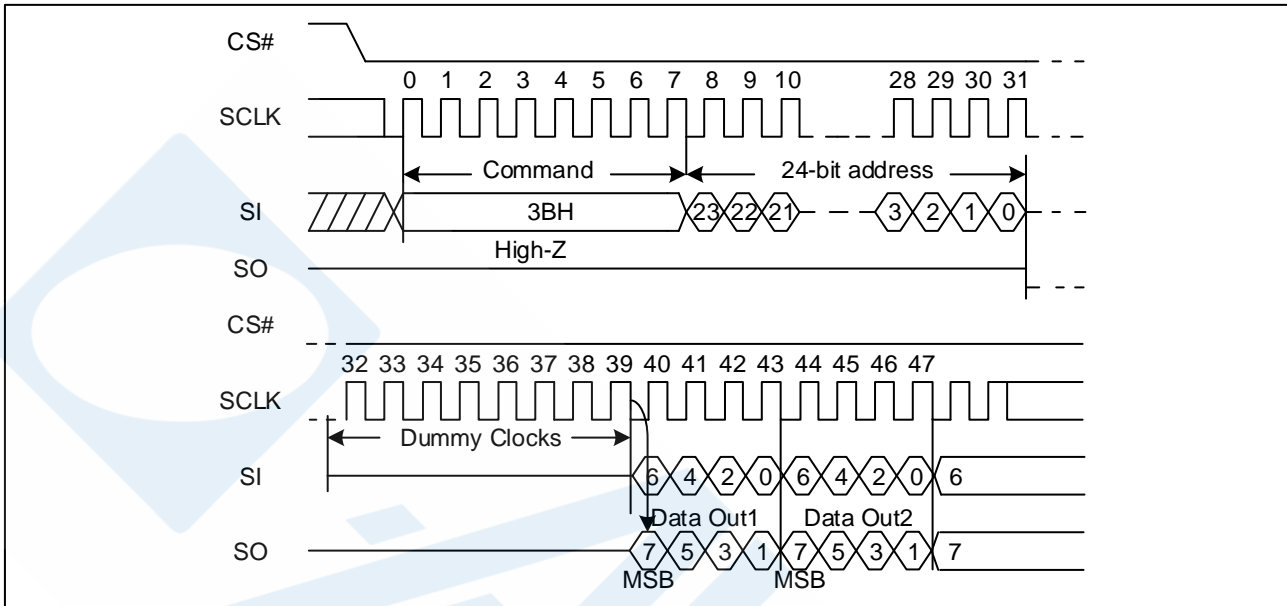 CS#
0 1 2 3 4 5 6 7 8 9 10 28 29 30 31
SCLK
Command 24-bit address
SI 3BH 23 22 21 3 2 1 0
High-Z
SO
CS#
32 33 34 35 36 37 38 39 40 41 42 43 44 45 46 47
SCLK
Dummy Clocks
SI 6 4 2 0 6 4 2 0 6
Data Out1 Data Out2
SO 7 5 3 1 7 5 3 1 7
MSB MSB